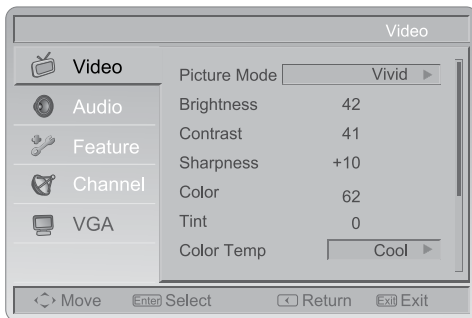 Video
Video
Audio
Feature
Channel
VGA
Picture Mode Vivid
Brightness 42
Contrast 41
Sharpness +10
Color 62
Tint 0
Color Temp Cool
Move Enter Select Return Exit Exit